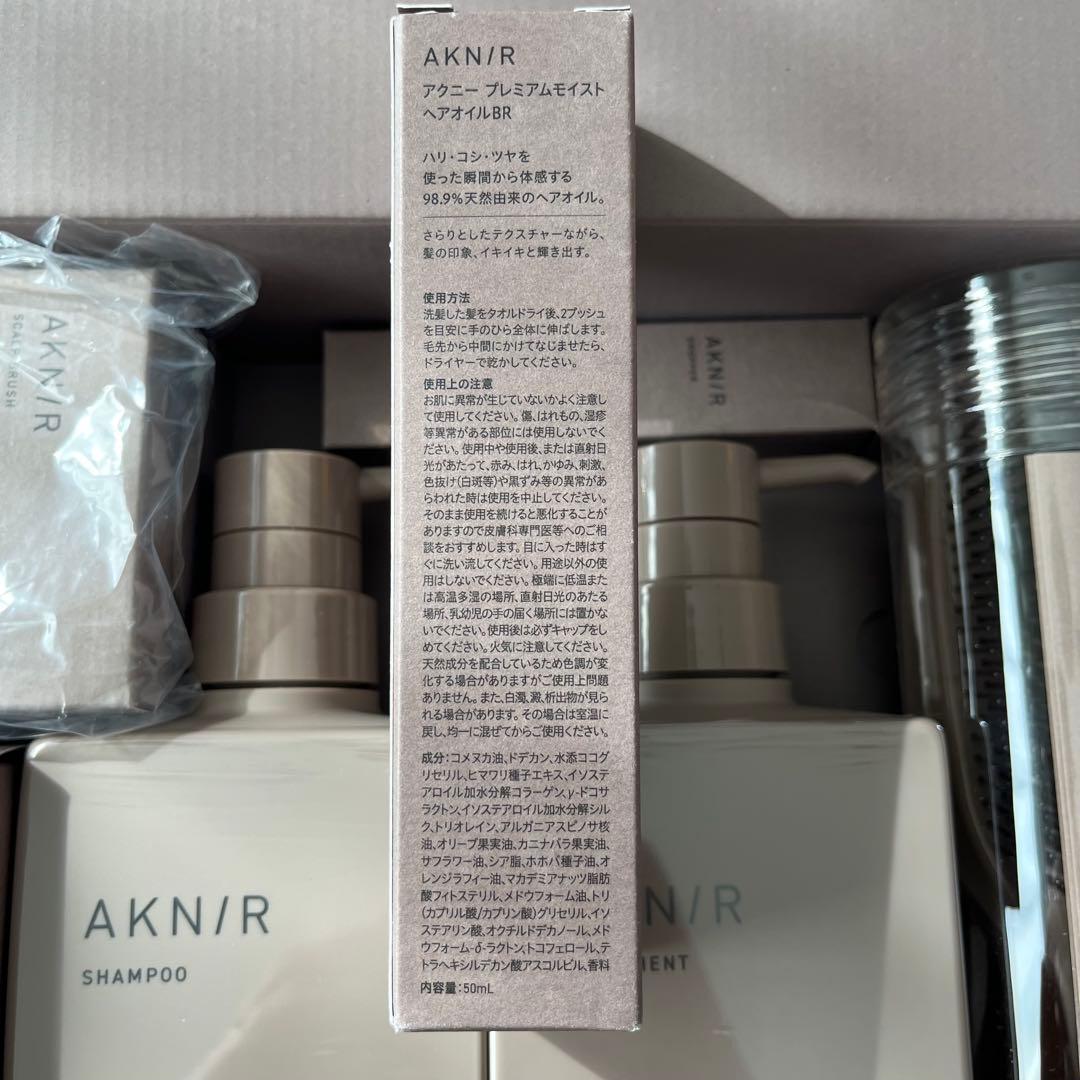 AKN/R
アクニー プレミアムモイスト
ヘアオイルBR
ハリ・コシ・ツヤを
使った瞬間から体感する
98.9%天然由来のヘアオイル。
さらりとしたテクスチャーながら、
髪の印象、イキイキと輝き出す。
使用方法
洗髪した髪をタオルドライ後、2プッシュ
を目安に手のひら全体に伸ばします。
毛先から中間にかけてなじませたら、
ドライヤーで乾かしてください。
使用上の注意
お肌に異常が生じていないかよく注意し
て使用してください。傷、はれもの、湿疹
等異常がある部位には使用しないでく
ださい。使用中や使用後、または直射日
光があたって、赤み、はれ、かゆみ、刺激、
色抜け(白斑等)や黒ずみ等の異常があ
らわれた時は使用を中止してください。
そのまま使用を続けると悪化することが
ありますので皮膚科専門医等へのご相
談をおすすめします。目に入った時はす
ぐに洗い流してください。用途以外の使
用はしないでください。極端に低温また
は高温多湿の場所、直射日光のあたる
場所、乳幼児の手の届く場所には置かな
いでください。使用後は必ずキャップをし
めてください。火気に注意してください。
天然成分を配合しているため色調が変
化する場合がありますがご使用上問題
ありません。また、白濁、澱、析出物が見ら
れる場合があります。その場合は室温に
戻し、均一に混ぜてからご使用ください。
成分:コメヌカ油、ドデカン、水添ココグ
リセリル、ヒマワリ種子エキス、イソステ
アロイル加水分解コラーゲン、γ-ドコサ
ラクトン、イソステアロイル加水分解シル
ク、トリオレイン、アルガニアスピノサ核
油、オリーブ果実油、カニナバラ果実油、
サフラワー油、シア脂、ホホバ種子油、オ
レンジラフィー油、マカデミアナッツ脂肪
酸フィトステリル、メドウフォーム油、トリ
(カプリル酸/カプリン酸)グリセリル、イソ
ステアリン酸、オクチルドデカノール、メド
ウフォーム-δ-ラクトン、トコフェロール、テ
トラヘキシルデカン酸アスコルビル、香料
内容量:50mL
AKN/R
SCALP BRUSH
AKN/R
AKN/R
SHAMPOO
N/R
IENT